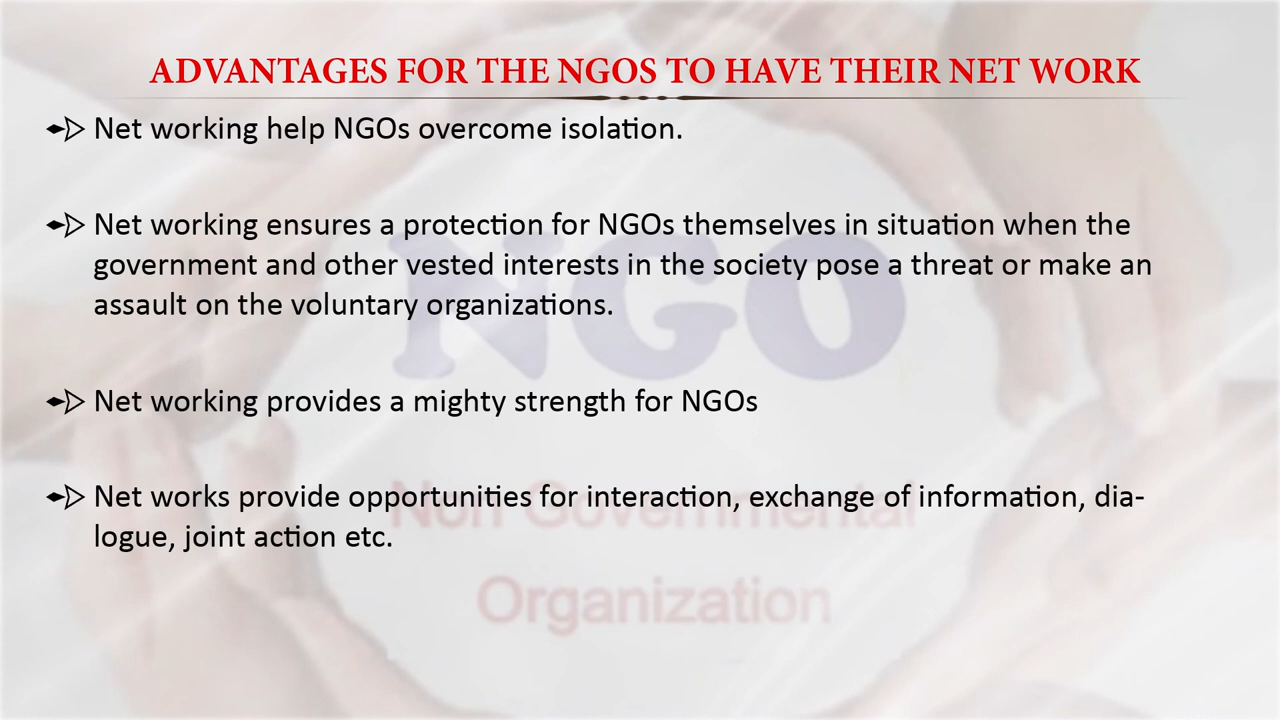 ADVANTAGES FOR THE NGOS TO HAVE THEIR NET WORK
Net working help NGOs overcome isolation.
Net working ensures a protection for NGOs themselves in situation when the
government and other vested interests in the society pose a threat or make an
assault on the voluntary organizations.
NGO
Net working provides a mighty strength for NGOs
Net works provide opportunities for interaction, exchange of information, dia-
logue, joint action etc.
Non-Governmental
Organization